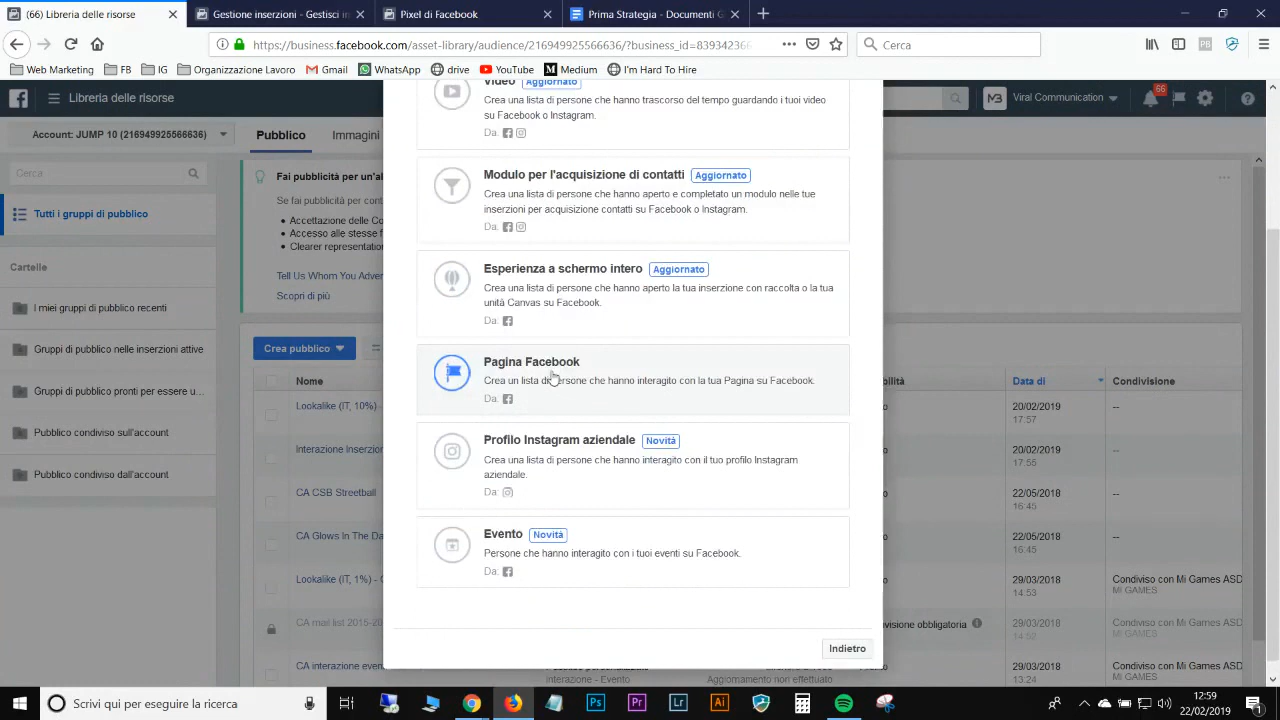 (66) Libreria delle risorse
Gestione inserzioni - Gestisci i
Pixel di Facebook
Prima Strategia - Documenti G
https://business.facebook.com/asset-library/audience/216949925566636/?business_id=839342366
Cerca
Web Marketing
FB
IG
Organizzazione Lavoro
Gmail
WhatsApp
drive
YouTube
Medium
I'm Hard To Hire
Libreria delle risorse
Viral Communication
66
Account: JUMP 10 (216949925566636)
Pubblico
Immagini
Cerca
Tutti i gruppi di pubblico
Cartelle
I miei gruppi di pubblico recenti
Gruppi di pubblico nelle inserzioni attive
Gruppi di pubblico pronti per essere u...
Pubblico condiviso sull'account
Pubblico condiviso dall'account
Fai pubblicità per un'al
Se fai pubblicità per cont
Accettazione delle Co
Accesso alle stesse f
Clearer representation
Tell Us Whom You Adver
Scopri di più
Crea pubblico
Nome
Lookalike (IT, 10%) -
Interazione Inserzion
CA CSB Streetball
CA Glows In The Da
Lookalike (IT, 1%) - C
CA mail list 2015-20
CA interazione even
Video Aggiornato
Crea una lista di persone che hanno trascorso del tempo guardando i tuoi video
su Facebook o Instagram.
Da:
Modulo per l'acquisizione di contatti Aggiornato
Crea una lista di persone che hanno aperto e completato un modulo nelle tue
inserzioni per acquisizione contatti su Facebook o Instagram.
Da:
Esperienza a schermo intero Aggiornato
Crea una lista di persone che hanno aperto la tua inserzione con raccolta o la tua
unità Canvas su Facebook.
Da:
Pagina Facebook
Crea un lista di persone che hanno interagito con la tua Pagina su Facebook.
Da:
Profilo Instagram aziendale Novità
Crea una lista di persone che hanno interagito con il tuo profilo Instagram
aziendale.
Da:
Evento Novità
Persone che hanno interagito con i tuoi eventi su Facebook.
Da:
Indietro
interazione - Evento
Aggiornamento non effettuato
bilità
Data di
Condivisione
20/02/2019
17:57
--
20/02/2019
17:55
--
22/05/2018
16:45
--
22/05/2018
16:45
--
29/03/2018
14:53
Condiviso con Mi Games ASD
MI GAMES
evisione obbligatoria
29/03/2018
14:52
--
29/03/2018
13:24
Condiviso con Mi Games ASD
MI GAMES
Scrivi qui per eseguire la ricerca
12:59
22/02/2019